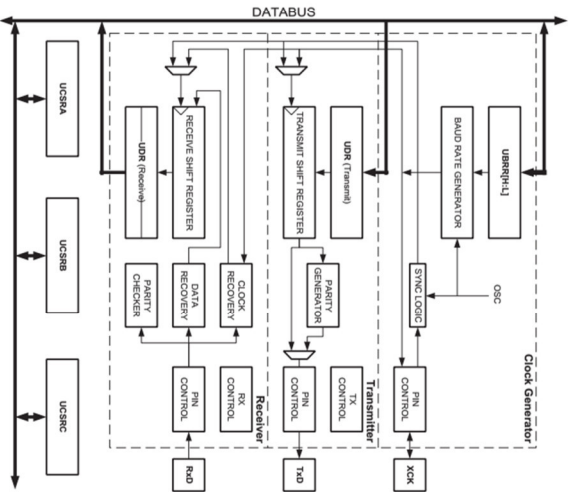 DATABUS
Clock Generator
UBRR[H:L]
BAUD RATE GENERATOR
OSC
SYNC LOGIC
PIN
CONTROL
XCK
Transmitter
UDR (Transmit)
TRANSMIT SHIFT REGISTER
PARITY
GENERATOR
TX
CONTROL
PIN
CONTROL
TxD
Receiver
RECEIVE SHIFT REGISTER
UDR (Receive)
CLOCK
RECOVERY
DATA
RECOVERY
PARITY
CHECKER
RX
CONTROL
PIN
CONTROL
RxD
UCSRA
UCSRB
UCSRC